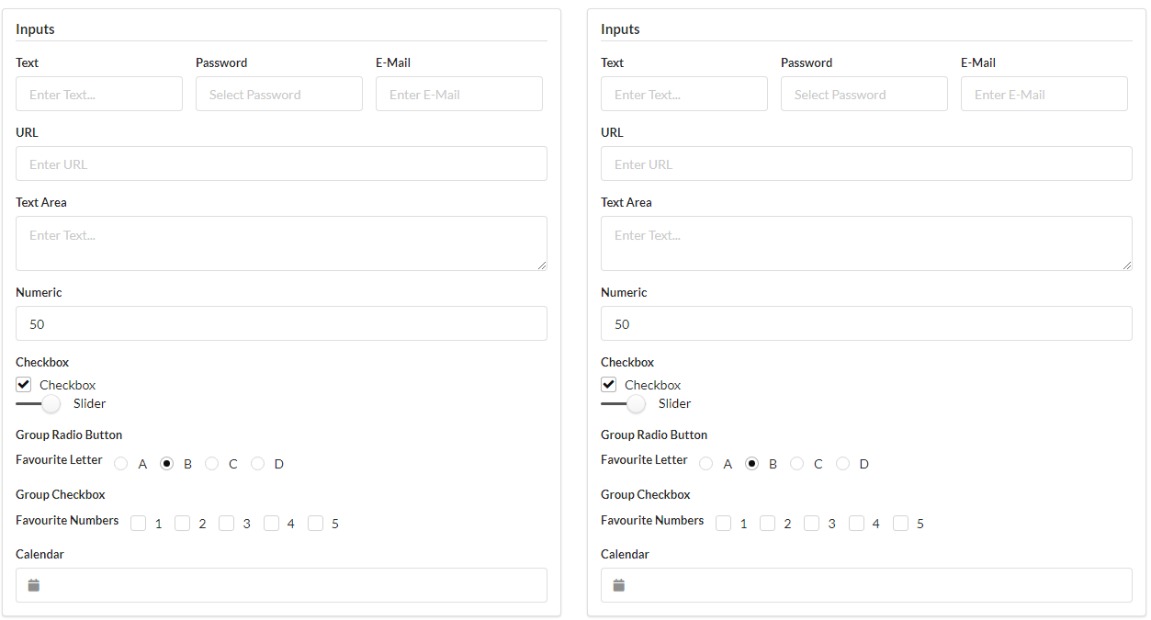 Inputs
Text Password E-Mail
Enter Text... Select Password Enter E-Mail
URL
Enter URL
Text Area
Enter Text...
Numeric
50
Checkbox
Checkbox
Slider
Group Radio Button
Favourite Letter A B C D
Group Checkbox
Favourite Numbers 1 2 3 4 5
Calendar
Inputs
Text Password E-Mail
Enter Text... Select Password Enter E-Mail
URL
Enter URL
Text Area
Enter Text...
Numeric
50
Checkbox
Checkbox
Slider
Group Radio Button
Favourite Letter A B C D
Group Checkbox
Favourite Numbers 1 2 3 4 5
Calendar